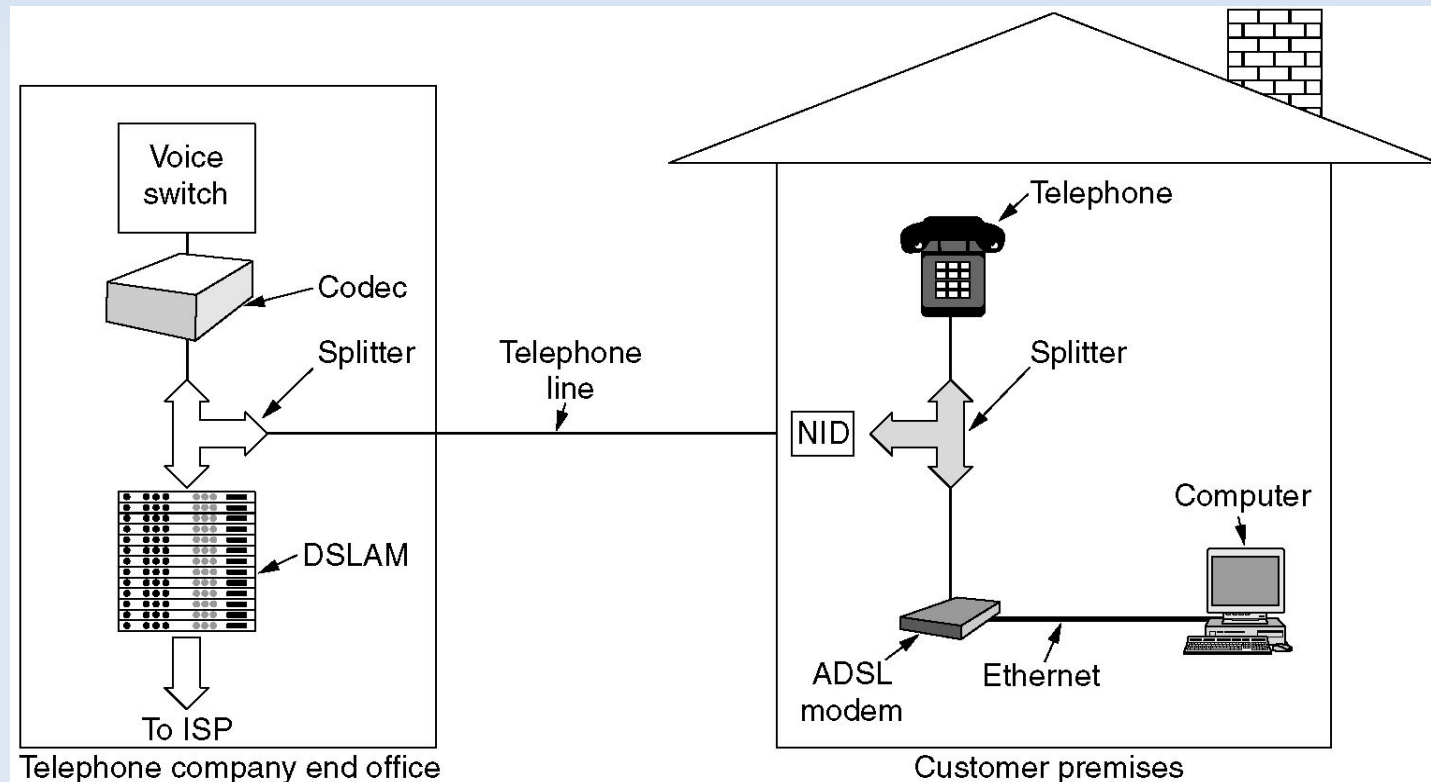 Voice
switch
Codec
Splitter
Telephone
line
DSLAM
To ISP
Telephone company end office
Telephone
Splitter
NID
Computer
ADSL
modem
Ethernet
Customer premises